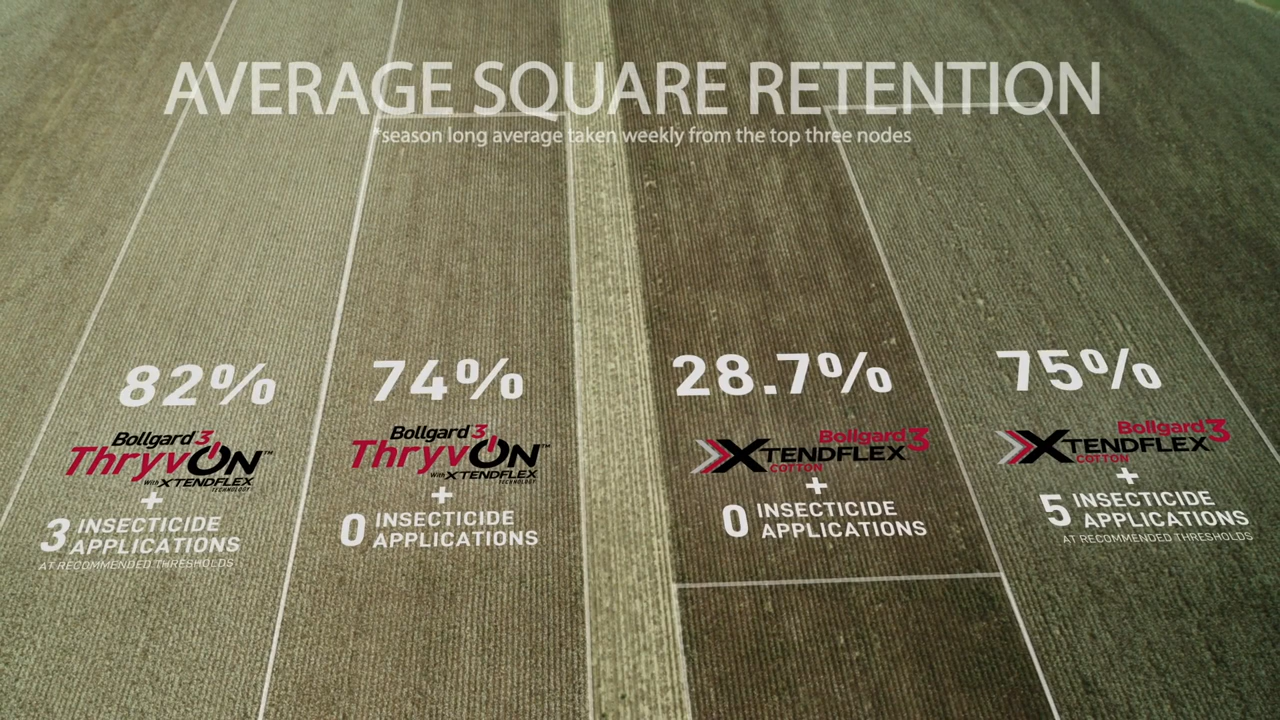 AVERAGE SQUARE RETENTION
*season long average taken weekly from the top three nodes
82%
Bollgard 3
ThryvON™
With XTENDFLEX
TECHNOLOGY
+
3 INSECTICIDE
APPLICATIONS
AT RECOMMENDED THRESHOLDS
74%
Bollgard 3
ThryvON™
With XTENDFLEX
TECHNOLOGY
+
0 INSECTICIDE
APPLICATIONS
28.7%
Bollgard 3
XTENDFLEX
COTTON
+
0 INSECTICIDE
APPLICATIONS
75%
Bollgard 3
XTENDFLEX
COTTON
+
5 INSECTICIDE
APPLICATIONS
AT RECOMMENDED THRESHOLDS